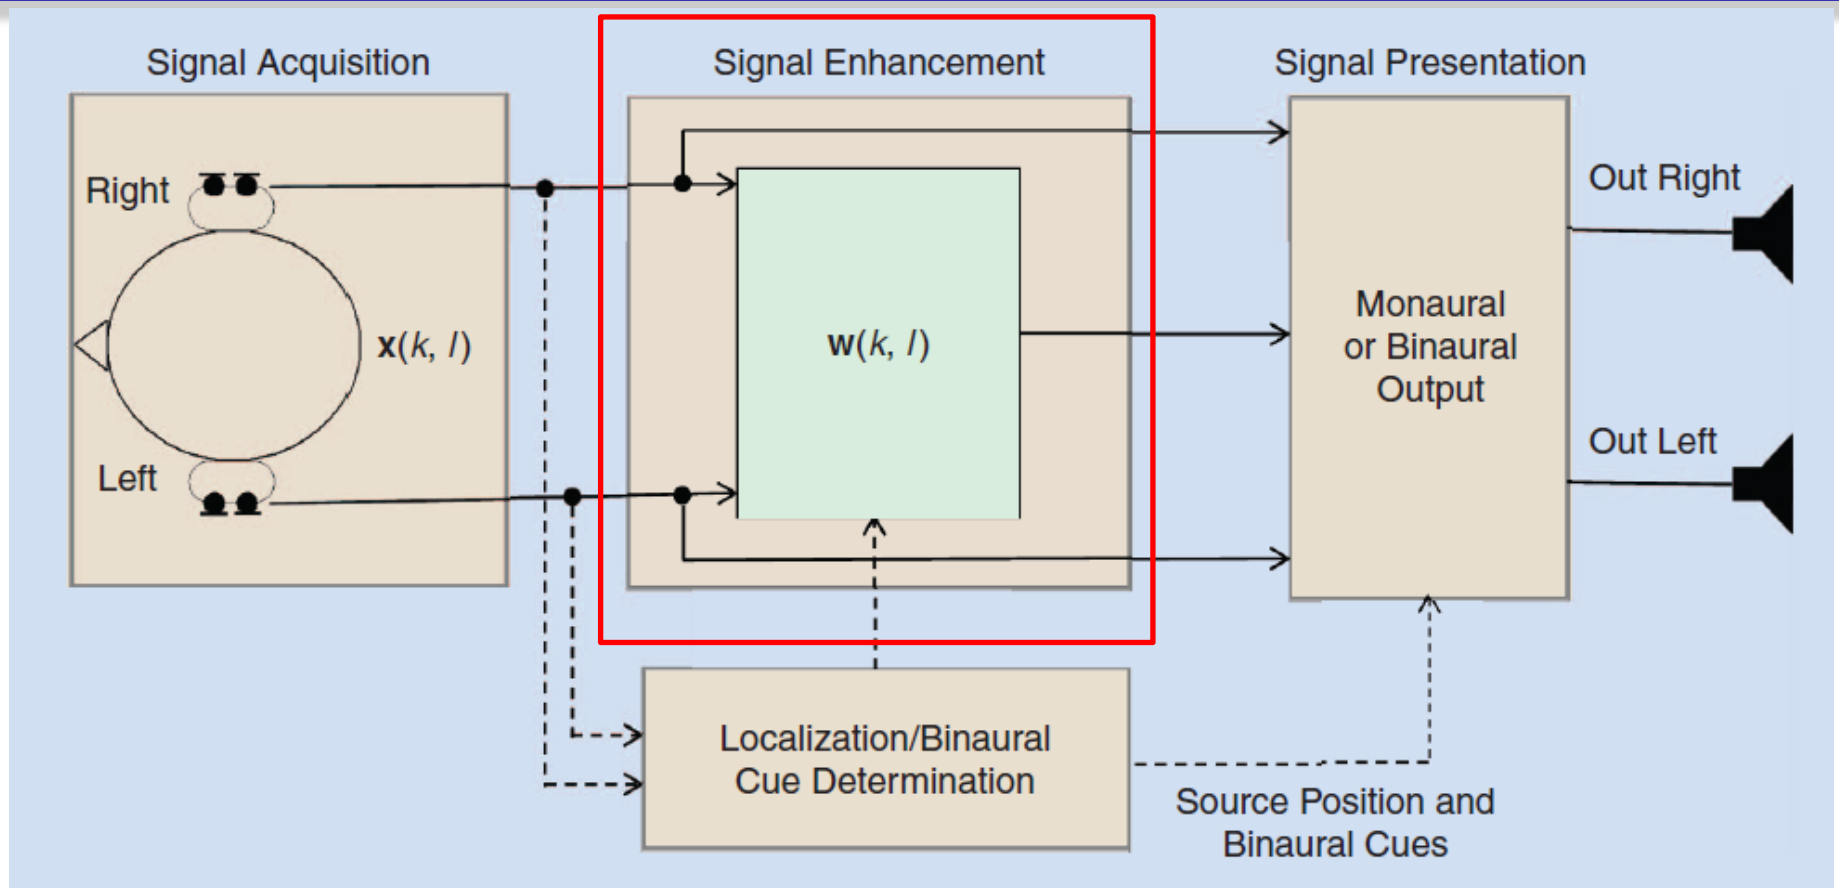 Signal Acquisition
Signal Enhancement
Signal Presentation
Right
x(k, l)
Left
w(k, l)
Monaural
or Binaural
Output
Out Right
Out Left
Localization/Binaural
Cue Determination
Source Position and
Binaural Cues